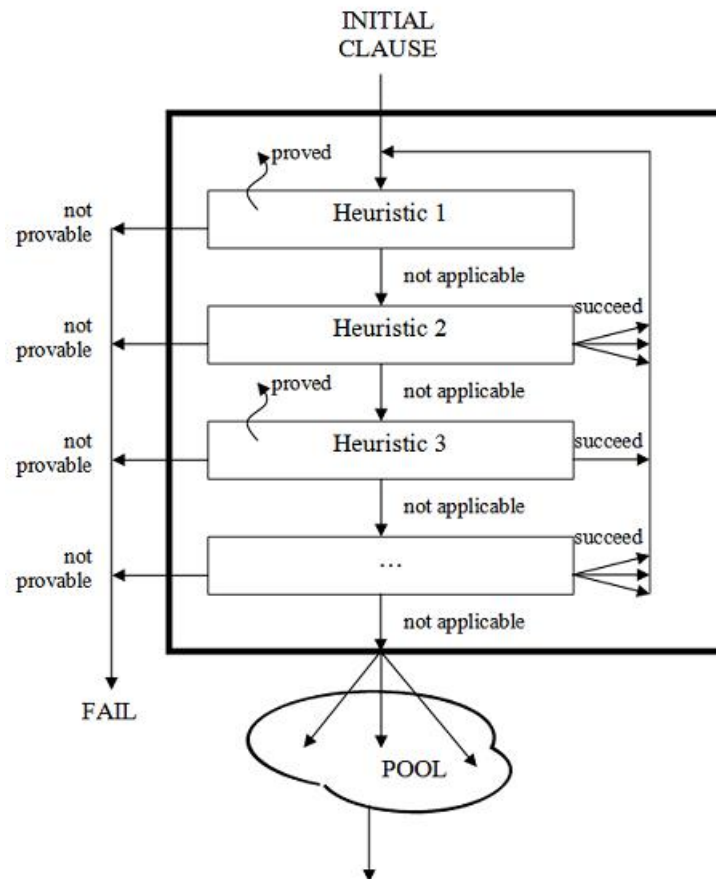 INITIAL
CLAUSE
proved
not
provable
Heuristic 1
not applicable
not
provable
Heuristic 2
succeed
not applicable
proved
not
provable
Heuristic 3
succeed
not applicable
not
provable
...
succeed
not applicable
FAIL
POOL